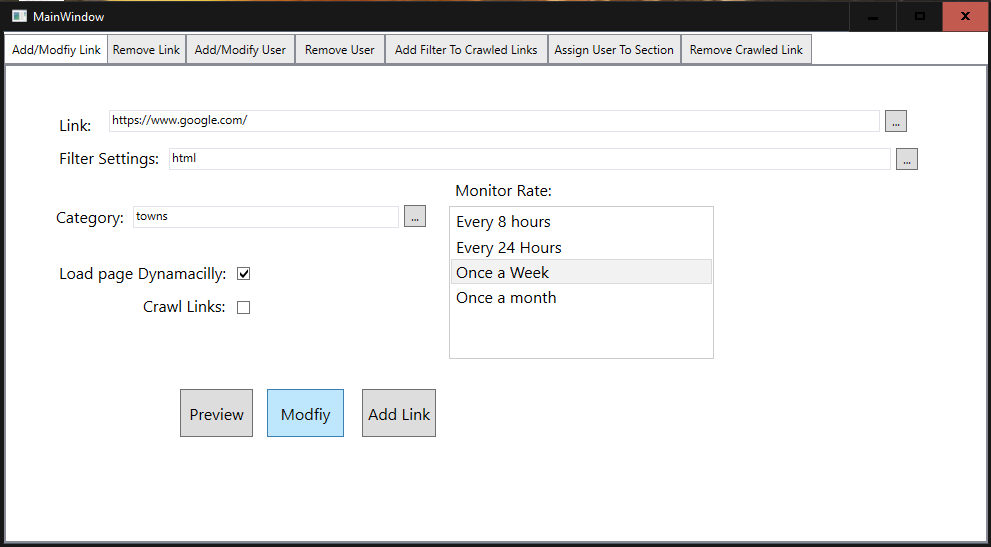 MainWindow
Add/Modfiy Link Remove Link Add/Modify User Remove User Add Filter To Crawled Links Assign User To Section Remove Crawled Link
Link: https://www.google.com/ ...
Filter Settings: html ...
Monitor Rate:
Category: towns ...
Every 8 hours
Every 24 Hours
Load page Dynamacilly:
Once a Week
Once a month
Crawl Links:
Preview Modfiy Add Link